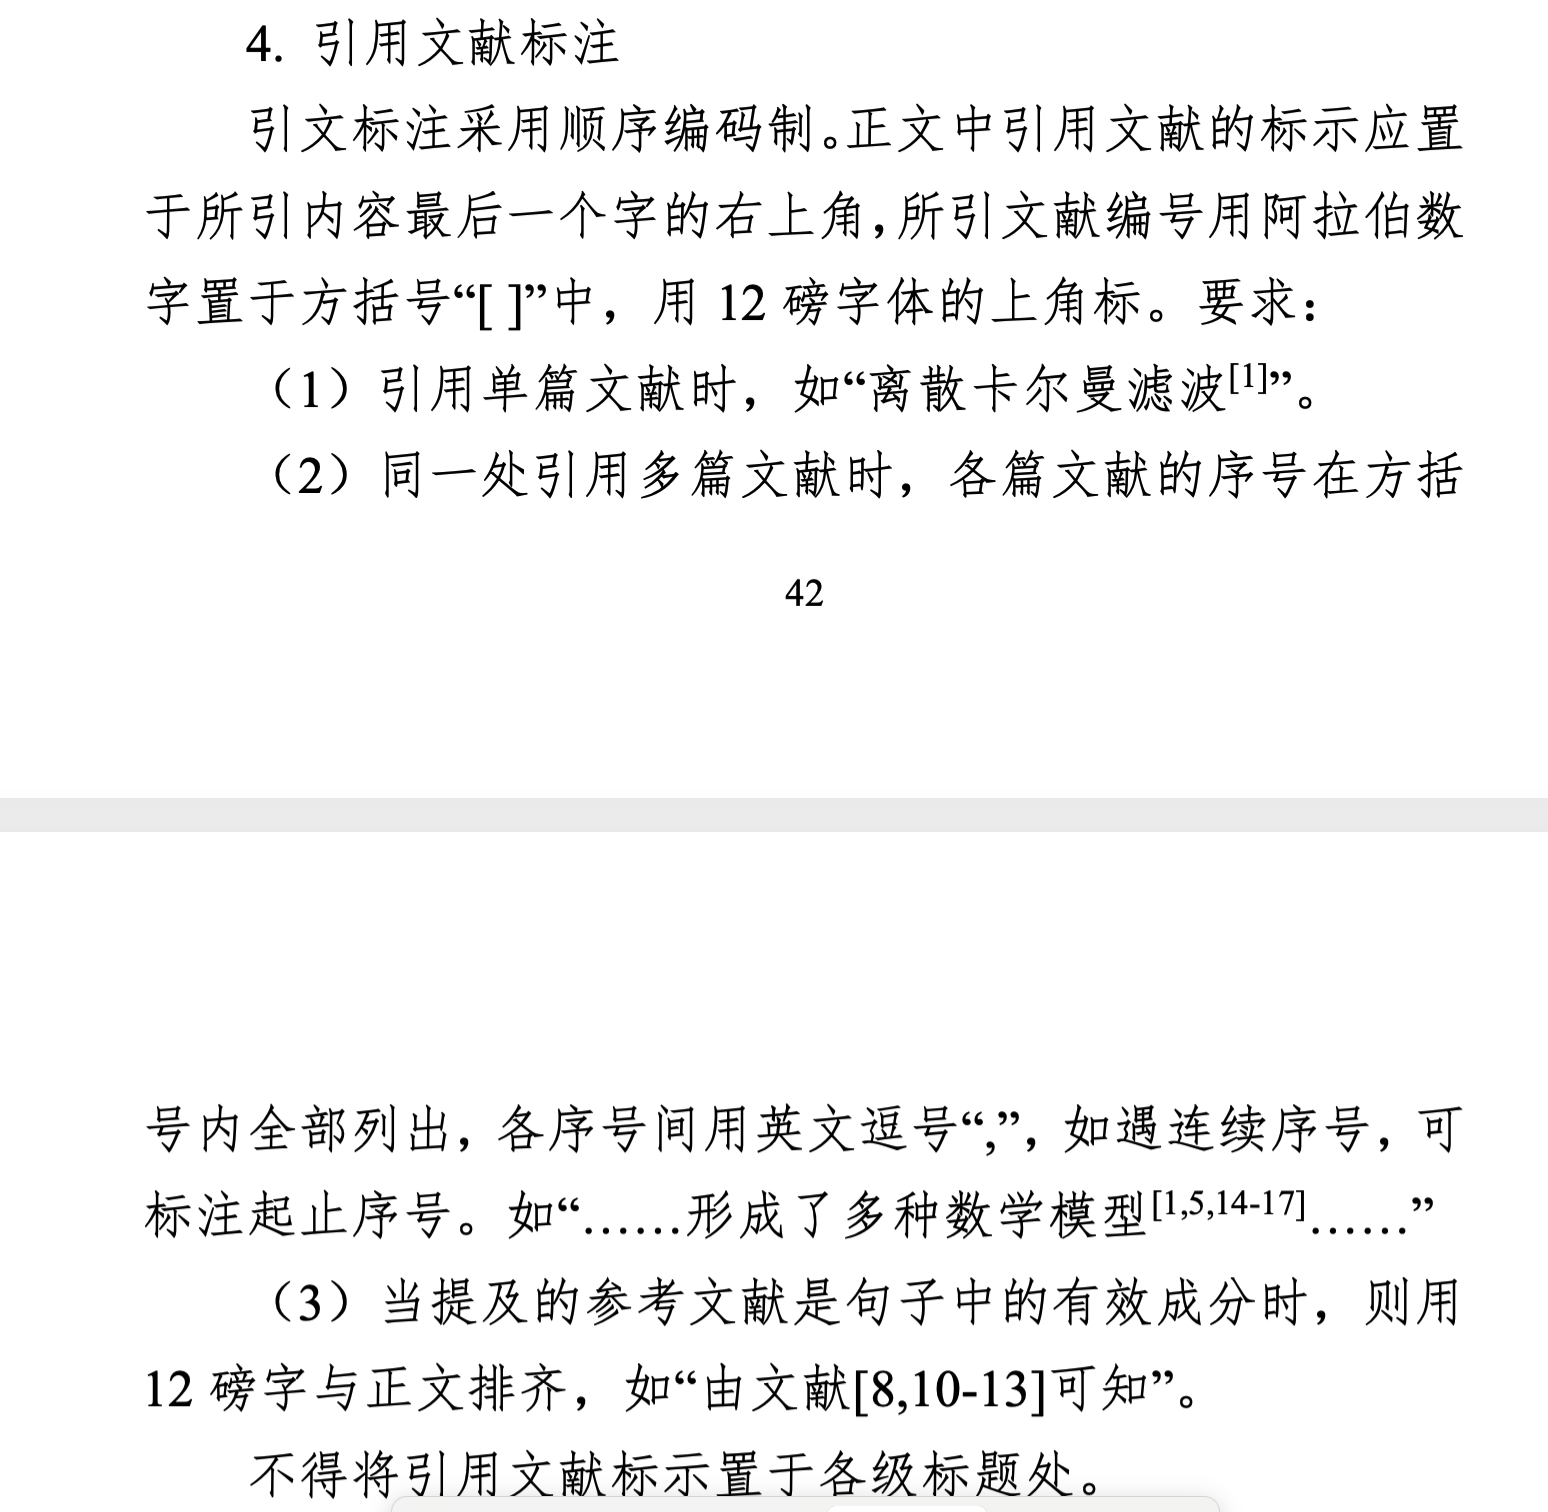 4. 引用文献标注
引文标注采用顺序编码制。正文中引用文献的标示应置
于所引内容最后一个字的右上角，所引文献编号用阿拉伯数
字置于方括号“[ ]”中，用 12 磅字体的上角标。要求：
（1）引用单篇文献时，如“离散卡尔曼滤波[1]”。
（2）同一处引用多篇文献时，各篇文献的序号在方括
42
号内全部列出，各序号间用英文逗号“,”，如遇连续序号，可
标注起止序号。如“……形成了多种数学模型[1,5,14-17]……”
（3）当提及的参考文献是句子中的有效成分时，则用
12 磅字与正文排齐，如“由文献[8,10-13]可知”。
不得将引用文献标示置于各级标题处。